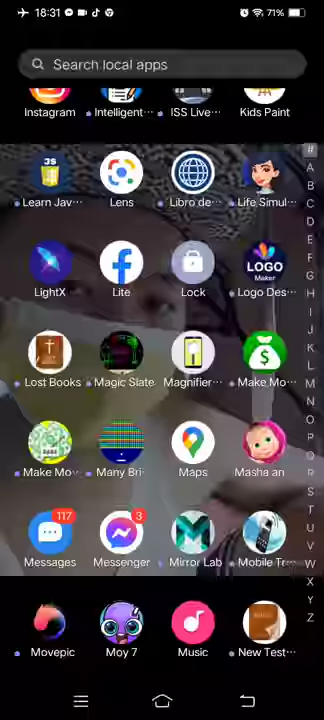 18:31
71%
Search local apps
Instagram
Intelligent···
ISS Live···
Kids Paint
JS
Learn Jav···
Lens
Libro de···
Life Simul···
LOGO
Maker
LightX
Lite
Lock
Logo Des···
Lost Books
Magic Slate
Magnifier···
Make Mo···
Make Mo···
Many Bri···
Maps
Masha an
117
3
Messages
Messenger
Mirror Lab
Mobile Tr···
Movepic
Moy 7
Music
New Test···
#
A
B
C
D
E
F
G
H
I
J
K
L
M
N
O
P
Q
R
S
T
U
V
W
X
Y
Z